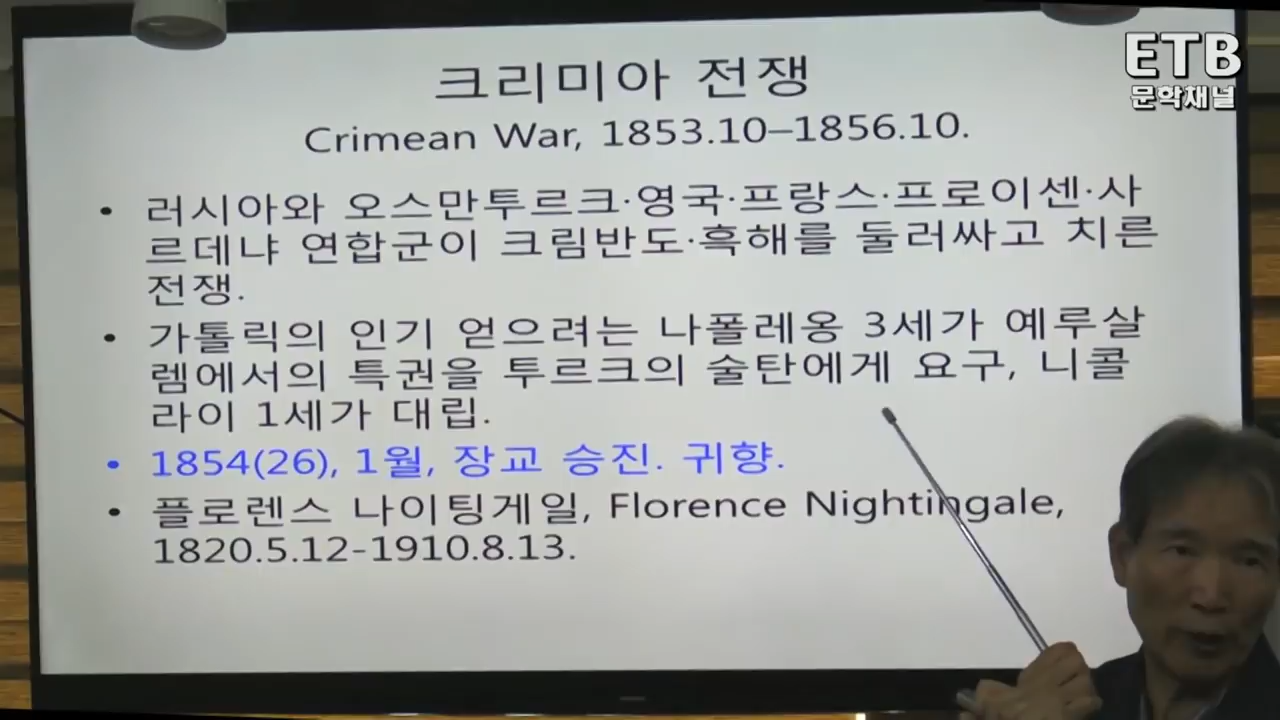 ETB
문학채널
크리미아 전쟁
Crimean War, 1853.10–1856.10.
• 러시아와 오스만투르크·영국·프랑스·프로이센·사
르데냐 연합군이 크림반도·흑해를 둘러싸고 치른
전쟁.
• 가톨릭의 인기 얻으려는 나폴레옹 3세가 예루살
렘에서의 특권을 투르크의 술탄에게 요구, 니콜
라이 1세가 대립.
• 1854(26), 1월, 장교 승진. 귀향.
• 플로렌스 나이팅게일, Florence Nightingale,
1820.5.12-1910.8.13.